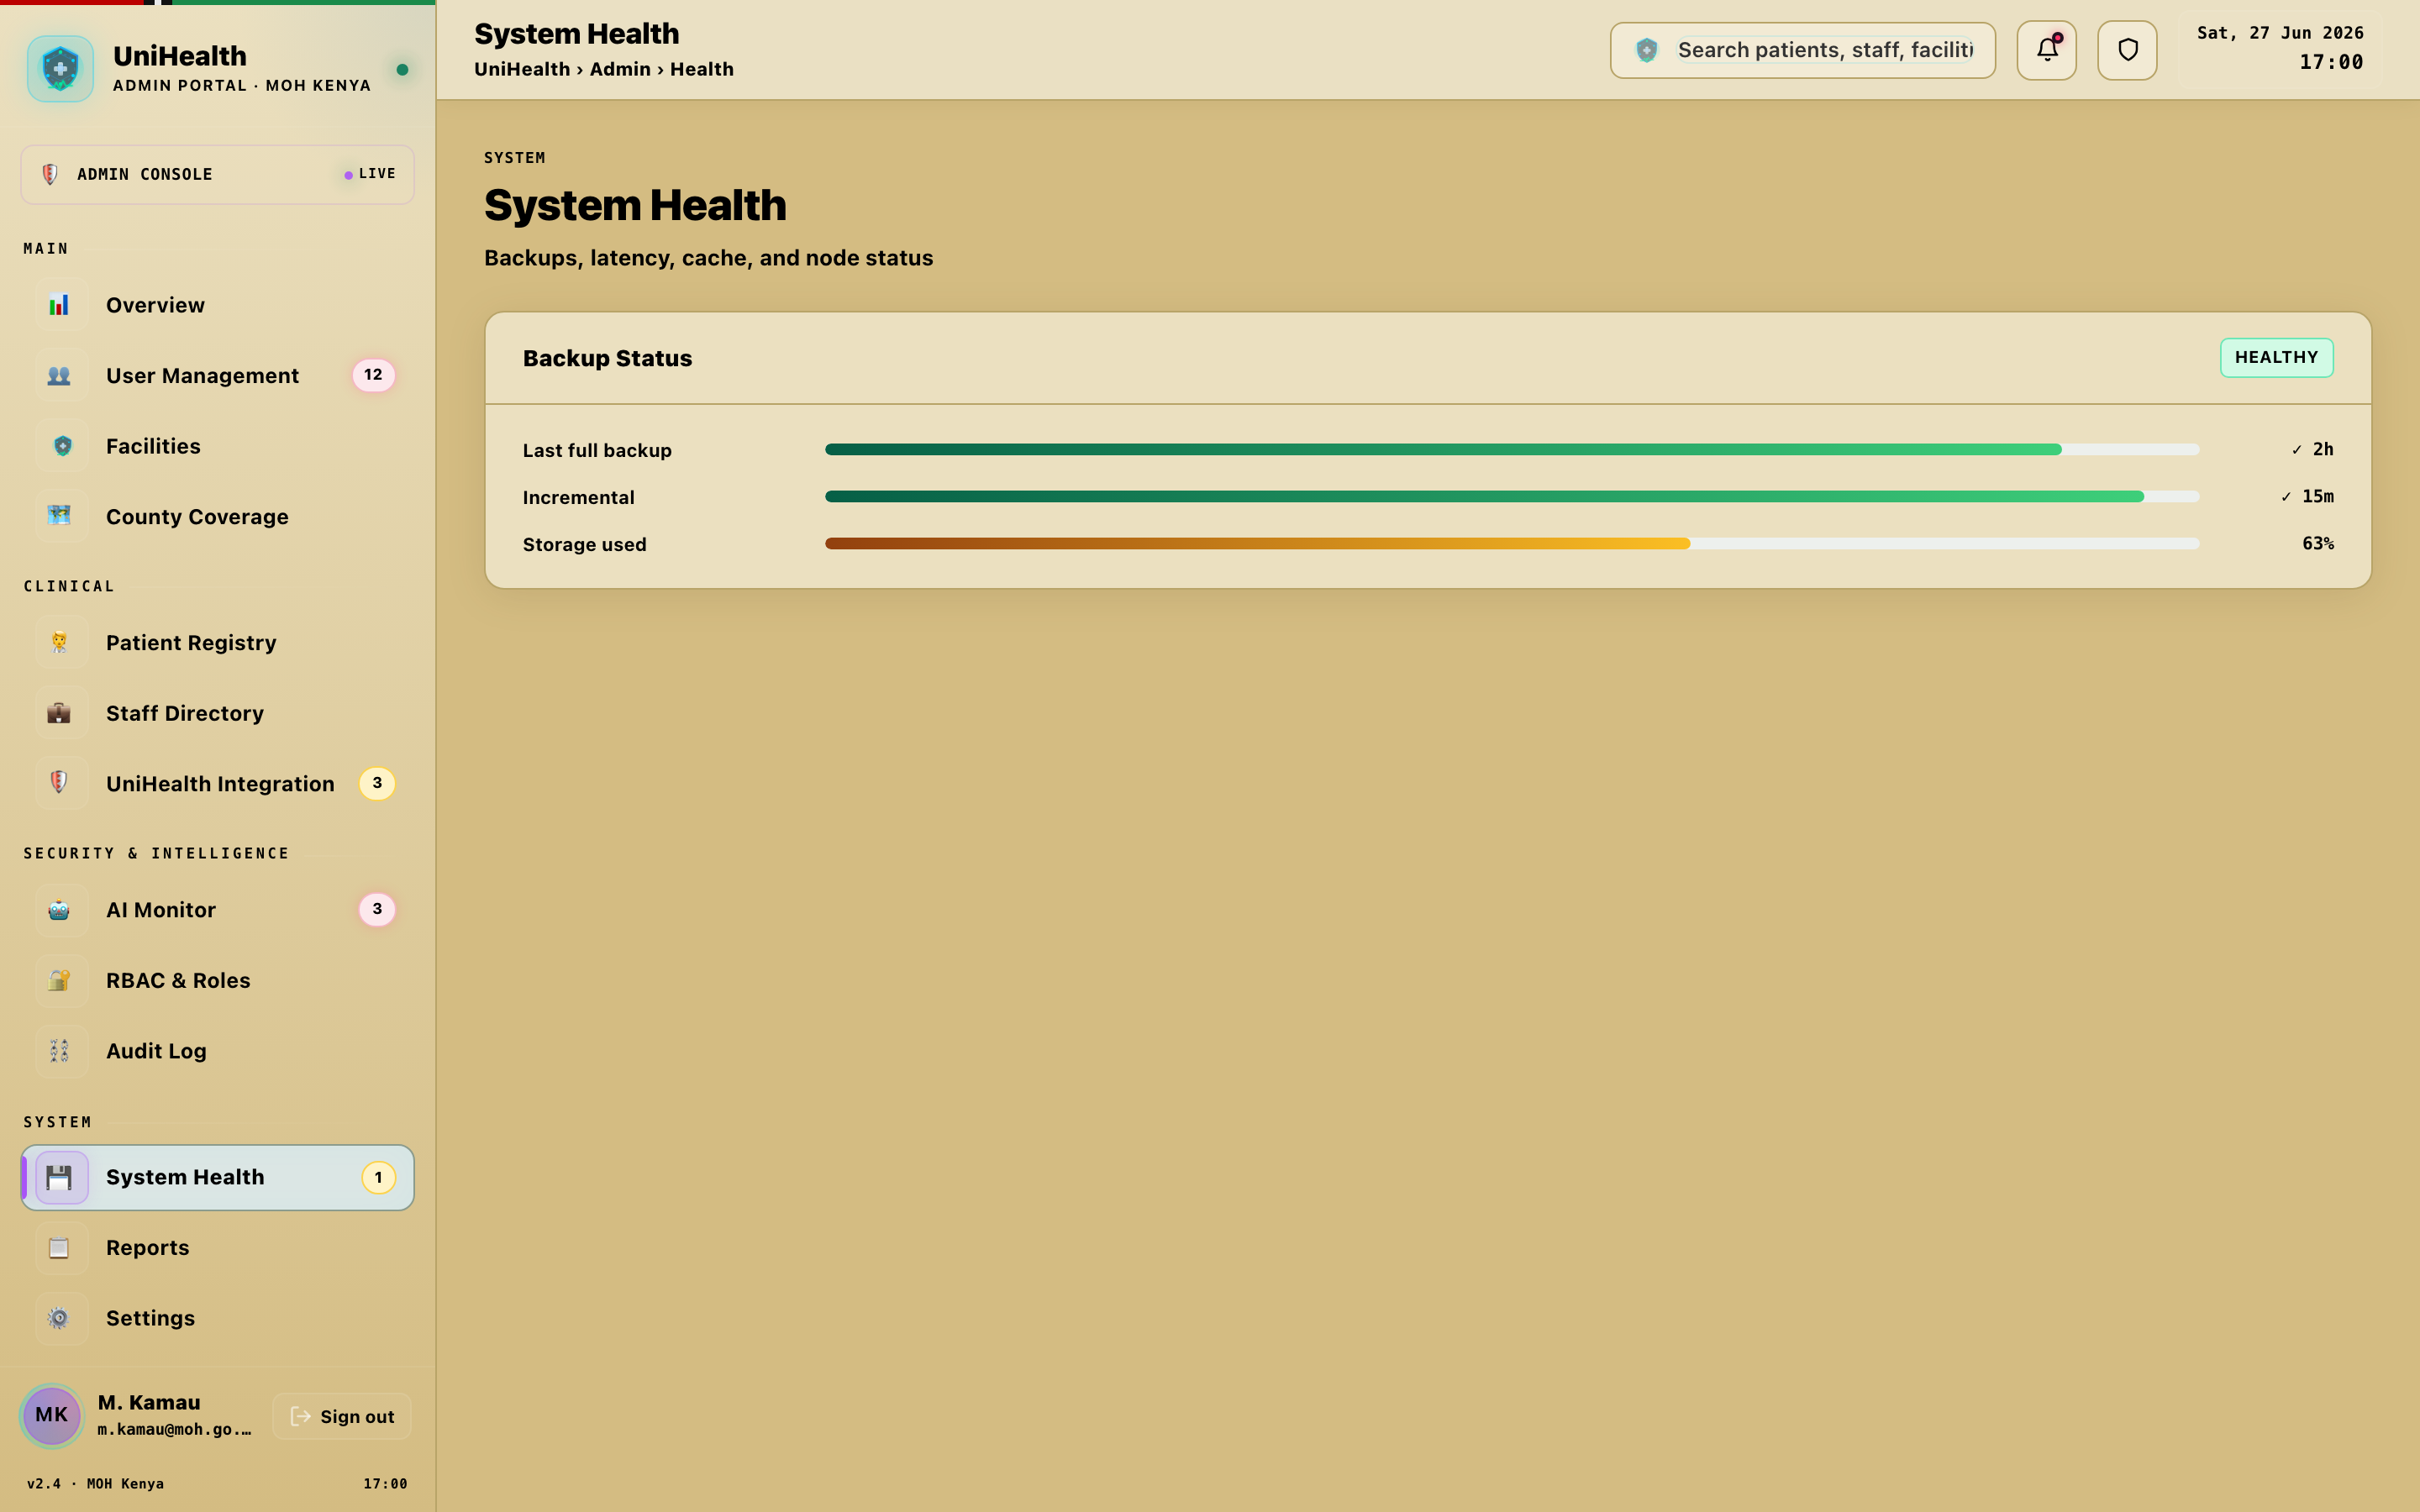 UniHealth
ADMIN PORTAL · MOH KENYA
ADMIN CONSOLE
LIVE
MAIN
Overview
User Management
12
Facilities
County Coverage
CLINICAL
Patient Registry
Staff Directory
UniHealth Integration
3
SECURITY & INTELLIGENCE
AI Monitor
3
RBAC & Roles
Audit Log
SYSTEM
System Health
1
Reports
Settings
MK
M. Kamau
m.kamau@moh.go.…
Sign out
v2.4 · MOH Kenya
17:00
System Health
UniHealth › Admin › Health
Search patients, staff, faciliti
Sat, 27 Jun 2026
17:00
SYSTEM
System Health
Backups, latency, cache, and node status
Backup Status
HEALTHY
Last full backup
✓ 2h
Incremental
✓ 15m
Storage used
63%